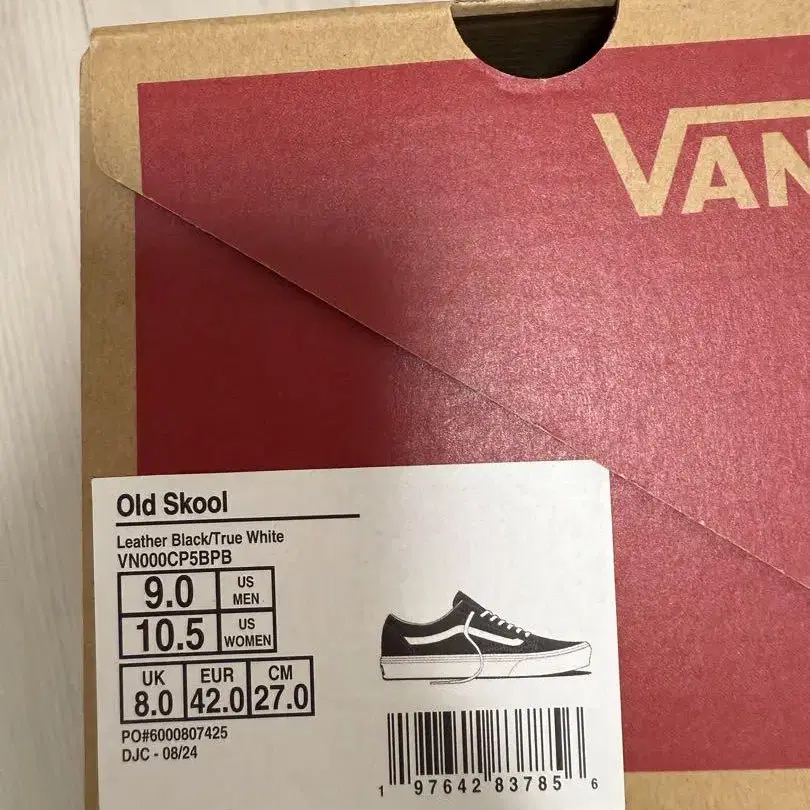 VAN
Old Skool
Leather Black/True White
VN000CP5BPB
9.0 US MEN
10.5 US WOMEN
UK EUR CM
8.0 42.0 27.0
PO#6000807425
DJC - 08/24
1 97642 83785 6